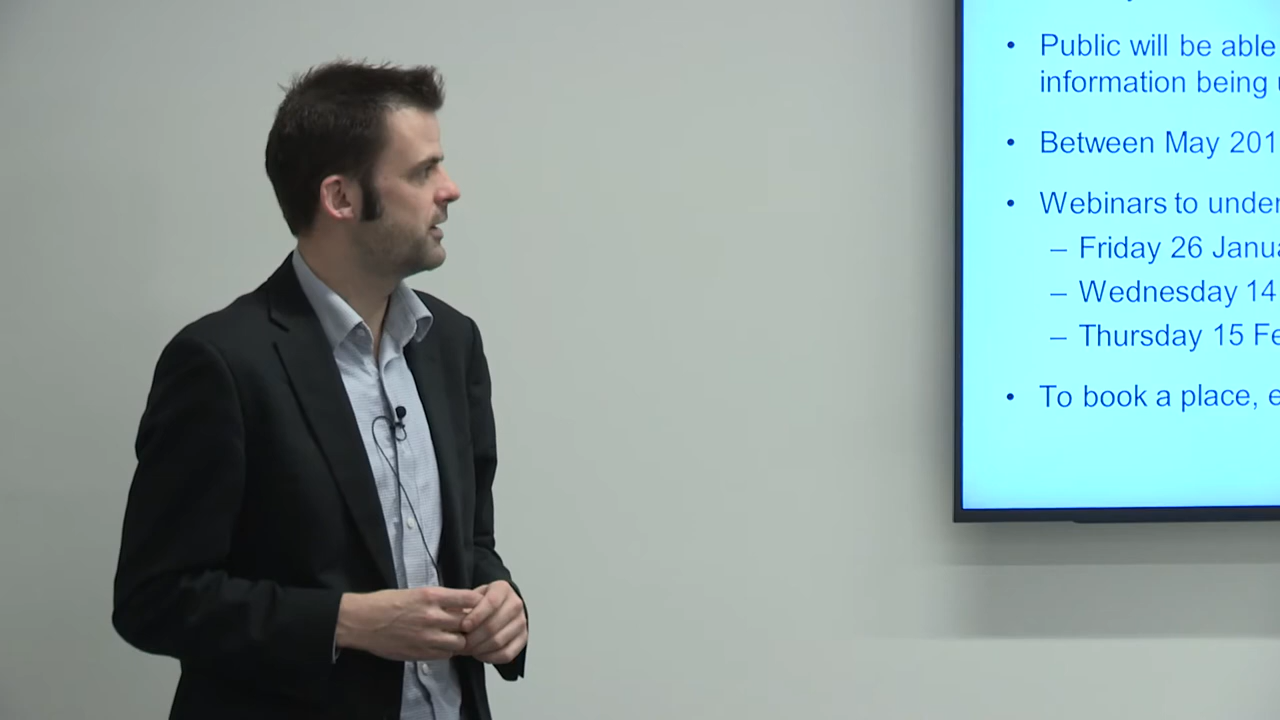 • Public will be able
information being
• Between May 201
• Webinars to under
– Friday 26 Janua
– Wednesday 14
– Thursday 15 Fe
• To book a place, e